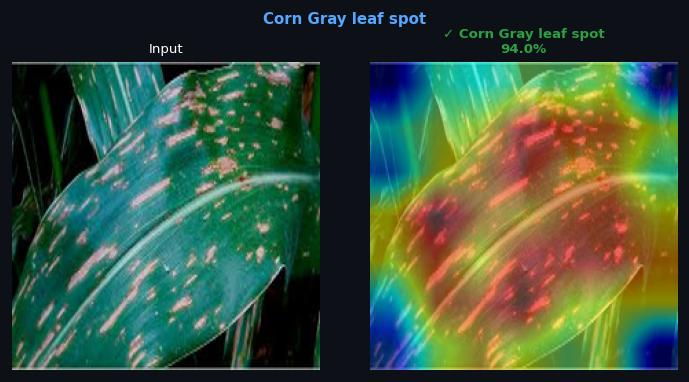 Corn Gray leaf spot
Input
✓ Corn Gray leaf spot
94.0%